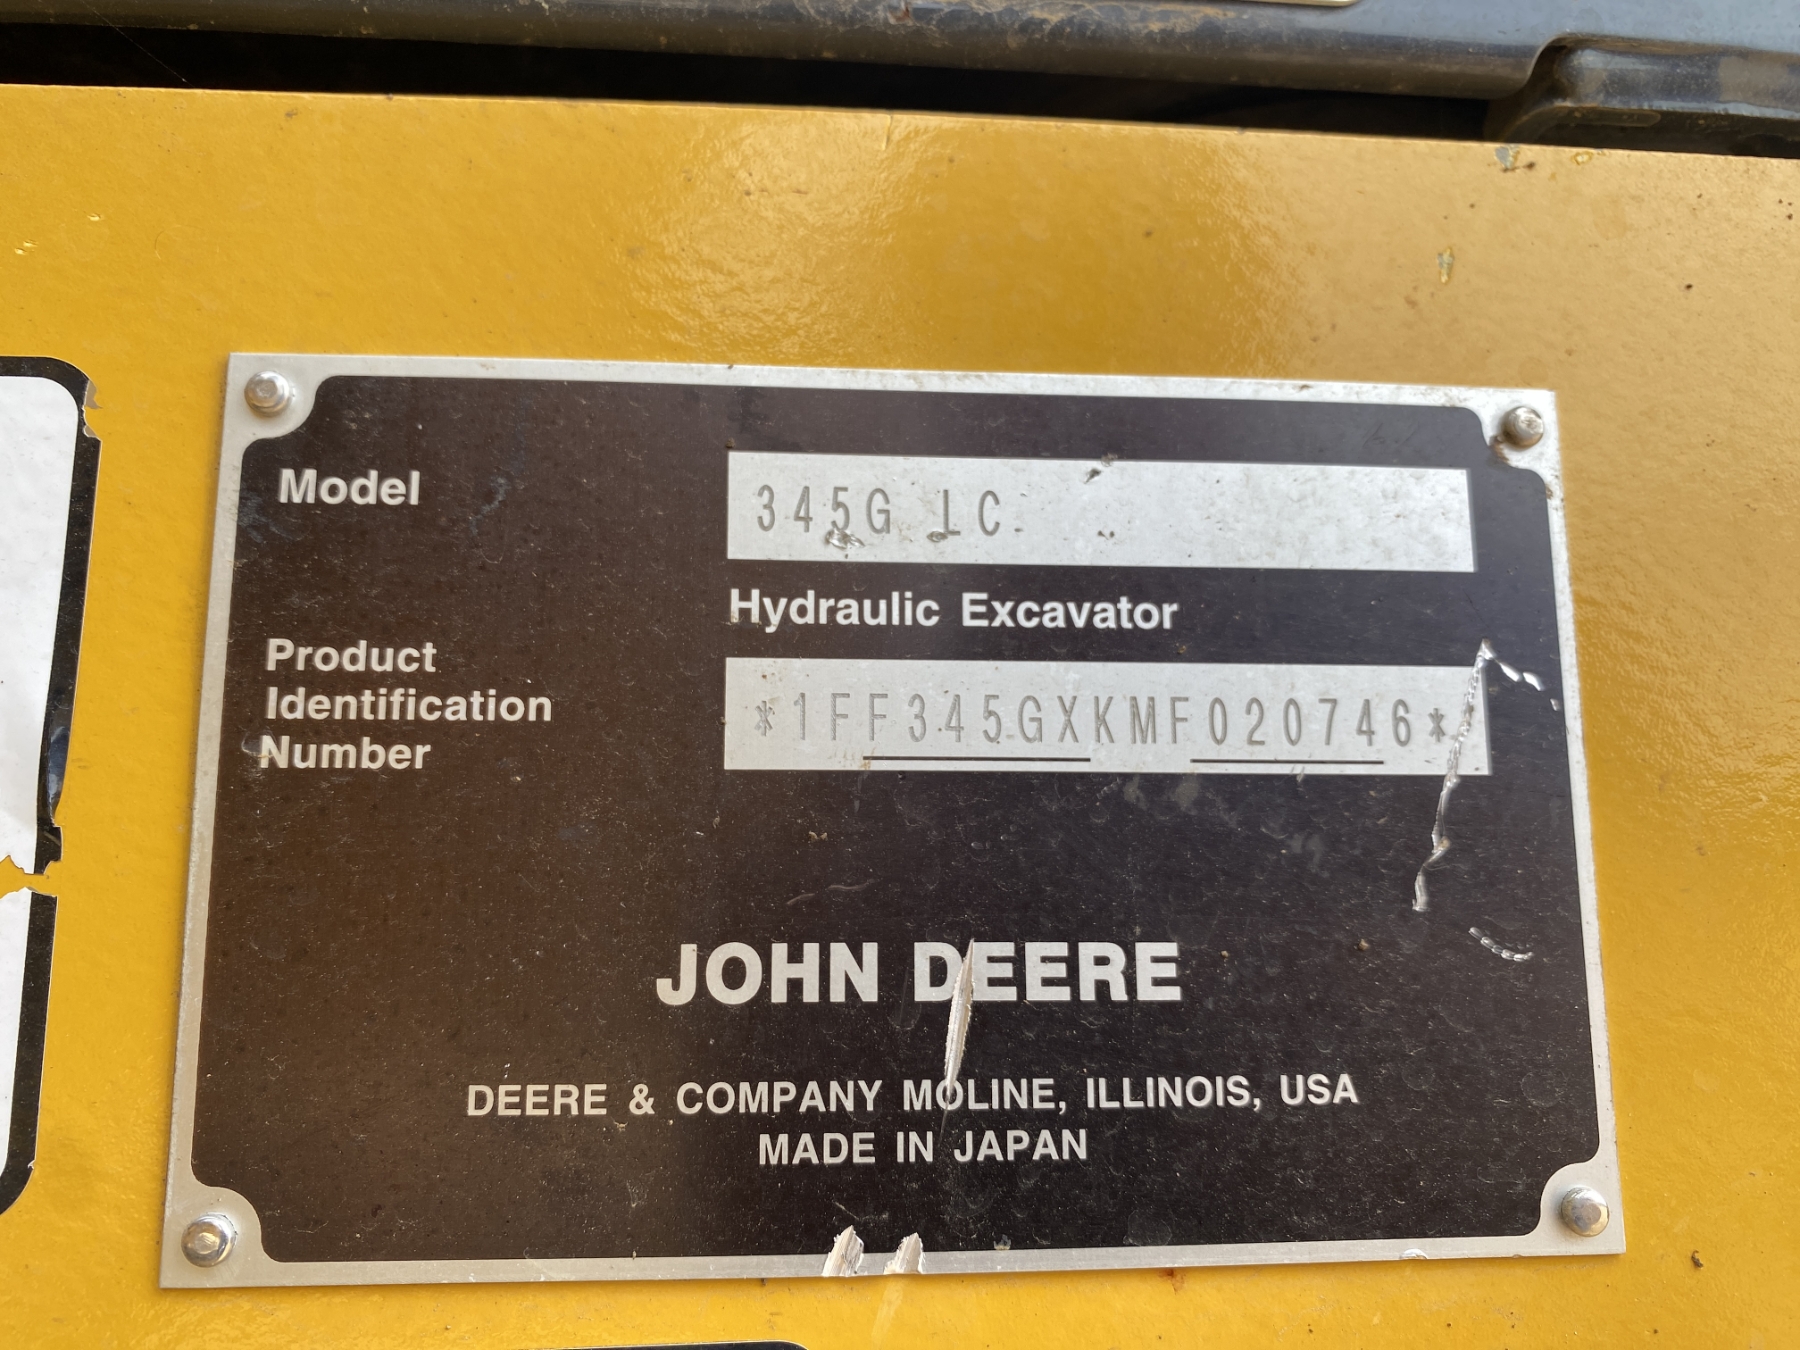 Model
345G LC
Hydraulic Excavator
Product
Identification
Number
*1FF345GXKMF020746*
JOHN DEERE
DEERE & COMPANY MOLINE, ILLINOIS, USA
MADE IN JAPAN